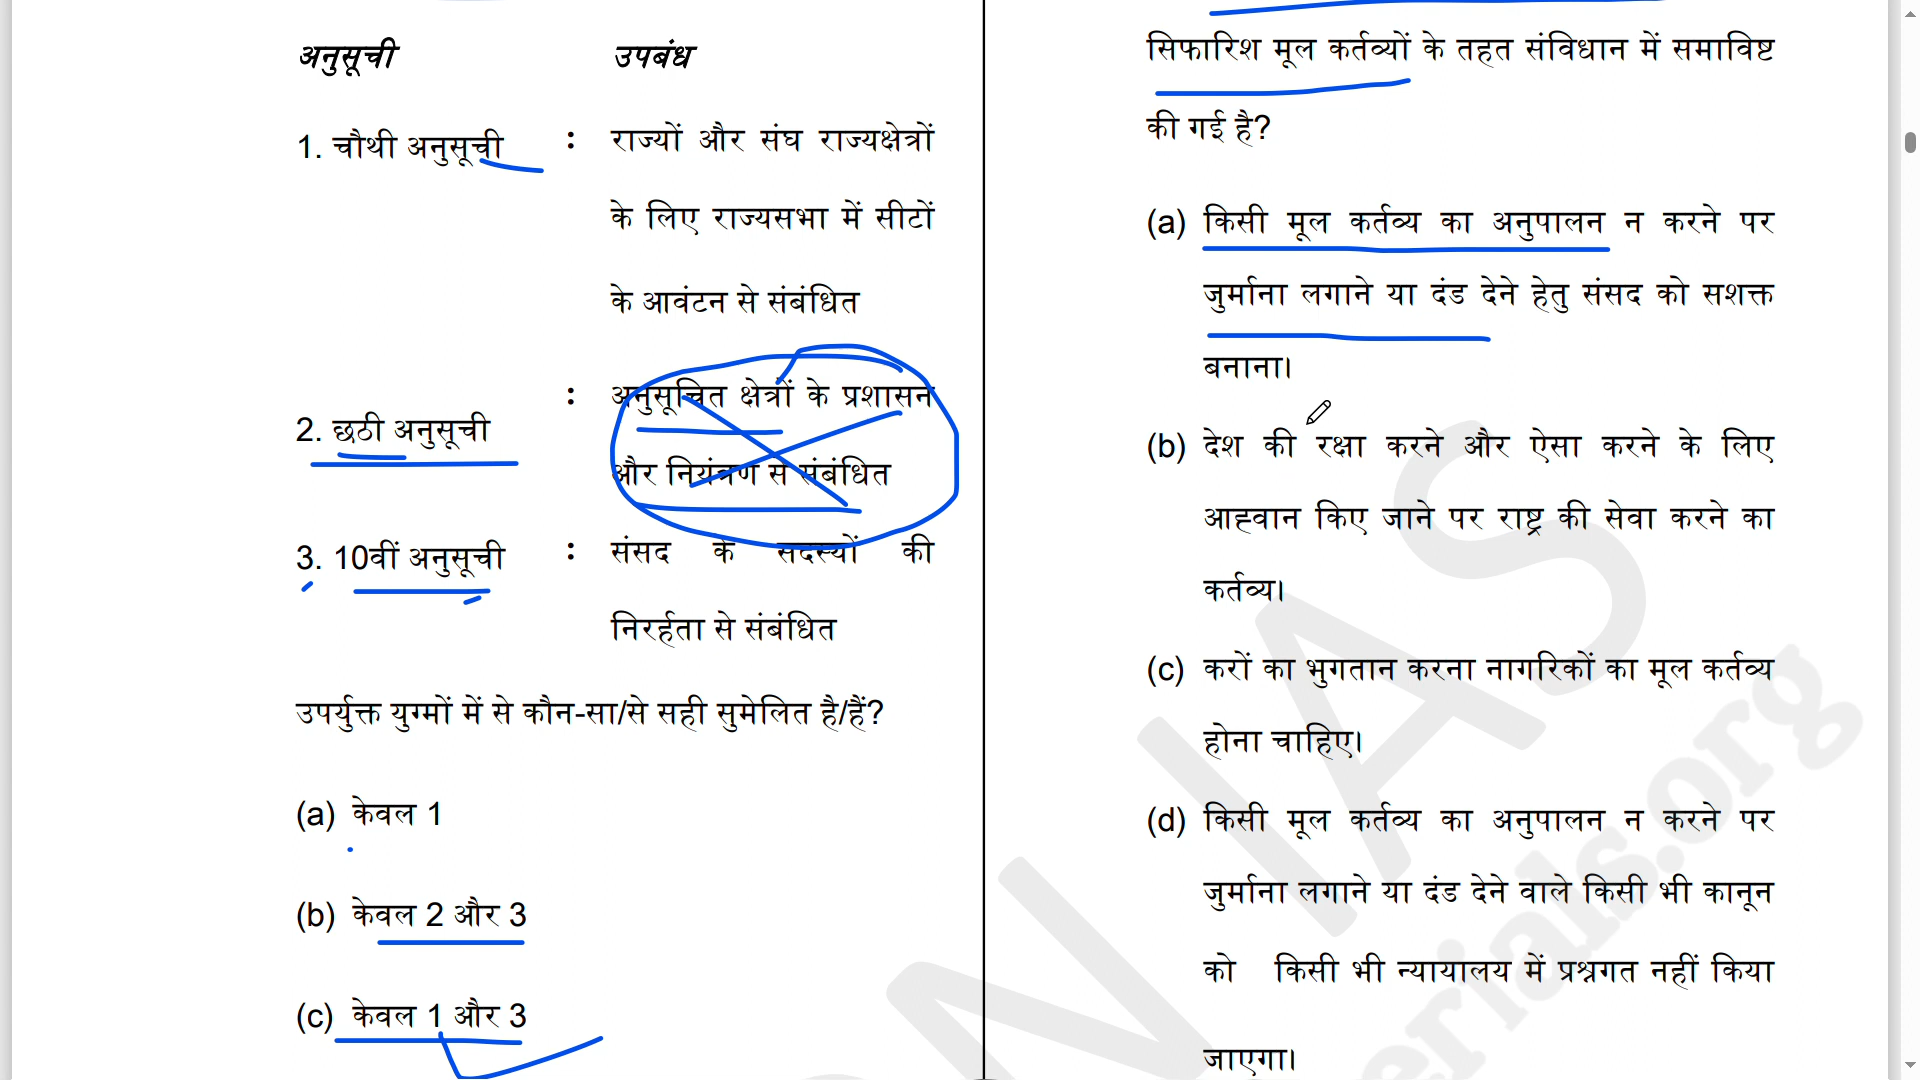 अनुसूची उपबंध
1. चौथी अनुसूची : राज्यों और संघ राज्यक्षेत्रों
के लिए राज्यसभा में सीटों
के आवंटन से संबंधित
2. छठी अनुसूची : अनुसूचित क्षेत्रों के प्रशासन
और नियंत्रण से संबंधित
3. 10वीं अनुसूची : संसद के सदस्यों की
निरर्हता से संबंधित
उपर्युक्त युग्मों में से कौन-सा/से सही सुमेलित है/हैं?
(a) केवल 1
(b) केवल 2 और 3
(c) केवल 1 और 3
सिफारिश मूल कर्तव्यों के तहत संविधान में समाविष्ट
की गई है?
(a) किसी मूल कर्तव्य का अनुपालन न करने पर
जुर्माना लगाने या दंड देने हेतु संसद को सशक्त
बनाना।
(b) देश की रक्षा करने और ऐसा करने के लिए
आह्वान किए जाने पर राष्ट्र की सेवा करने का
कर्तव्य।
(c) करों का भुगतान करना नागरिकों का मूल कर्तव्य
होना चाहिए।
(d) किसी मूल कर्तव्य का अनुपालन न करने पर
जुर्माना लगाने या दंड देने वाले किसी भी कानून
को किसी भी न्यायालय में प्रश्नगत नहीं किया
जाएगा।
N IAS
erials.org